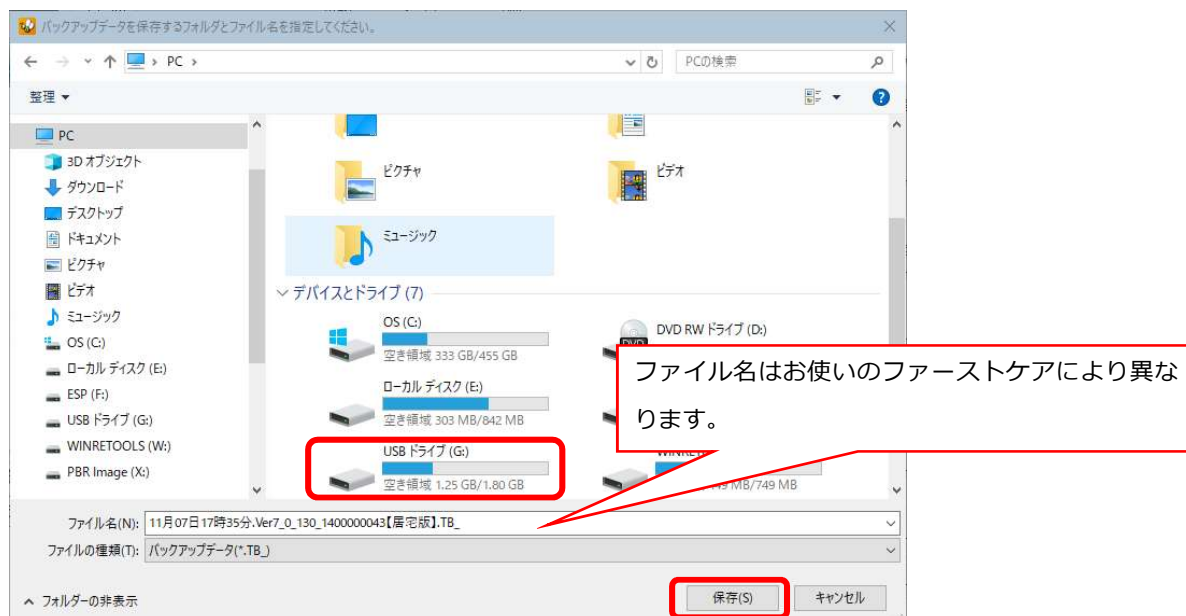 バックアップデータを保存するフォルダとファイル名を指定してください。
PC
PCの検索
整理
PC
3D オブジェクト
ダウンロード
デスクトップ
ドキュメント
ピクチャ
ビデオ
ミュージック
OS (C:)
ローカル ディスク (E:)
ESP (F:)
USB ドライブ (G:)
WINRETOOLS (W:)
PBR Image (X:)
ピクチャ
ビデオ
ミュージック
デバイスとドライブ (7)
OS (C:)
空き領域 333 GB/455 GB
DVD RW ドライブ (D:)
DVD
ローカル ディスク (E:)
空き領域 303 MB/842 MB
USB ドライブ (G:)
空き領域 1.25 GB/1.80 GB
MB/749 MB
ファイル名はお使いのファーストケアにより異な
ります。
ファイル名(N): 11月07日17時35分.Ver7_0_130_1400000043【居宅版】.TB_
ファイルの種類(T): バックアップデータ(*.TB_)
フォルダーの非表示
保存(S)
キャンセル